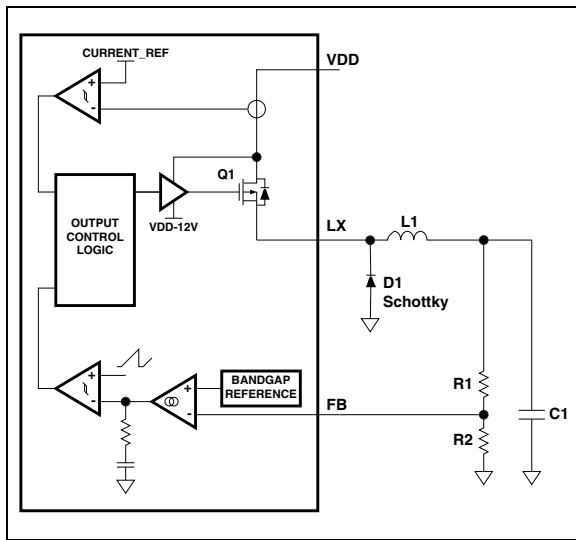 CURRENT_REF
VDD
+
-
Q1
OUTPUT
CONTROL
LOGIC
VDD-12V
LX
L1
D1
Schottky
BANDGAP
REFERENCE
+
-
+
-
FB
R1
R2
C1